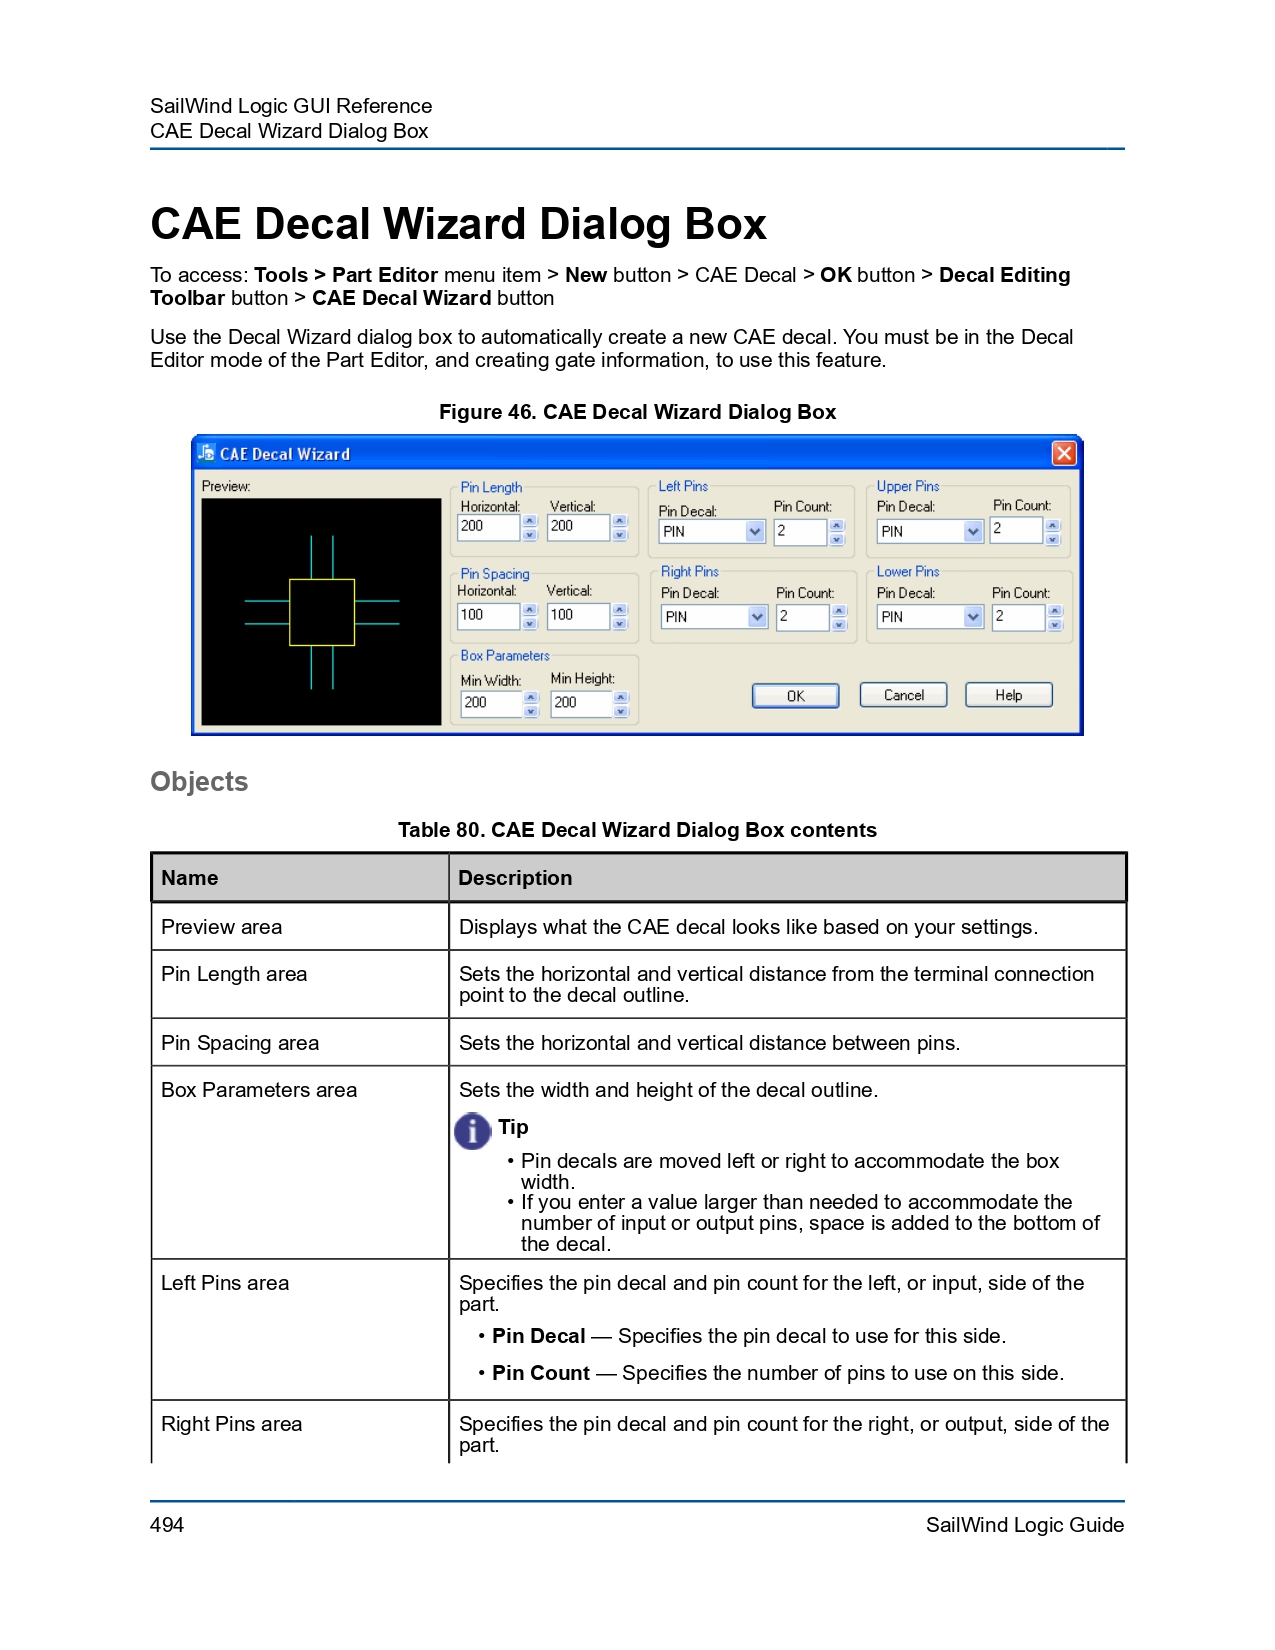 SailWind Logic GUI Reference
CAE Decal Wizard Dialog Box
CAE Decal Wizard Dialog Box
To access: Tools > Part Editor menu item > New button > CAE Decal > OK button > Decal Editing
Toolbar button > CAE Decal Wizard button
Use the Decal Wizard dialog box to automatically create a new CAE decal. You must be in the Decal
Editor mode of the Part Editor, and creating gate information, to use this feature.
Figure 46. CAE Decal Wizard Dialog Box
CAE Decal Wizard
Preview:
Pin Length
Horizontal: Vertical:
200 200
Pin Spacing
Horizontal: Vertical:
100 100
Box Parameters
Min Width: Min Height:
200 200
Left Pins
Pin Decal: Pin Count:
PIN 2
Right Pins
Pin Decal: Pin Count:
PIN 2
Upper Pins
Pin Decal: Pin Count:
PIN 2
Lower Pins
Pin Decal: Pin Count:
PIN 2
OK Cancel Help
Objects
Table 80. CAE Decal Wizard Dialog Box contents
Name Description
Preview area Displays what the CAE decal looks like based on your settings.
Pin Length area Sets the horizontal and vertical distance from the terminal connection
point to the decal outline.
Pin Spacing area Sets the horizontal and vertical distance between pins.
Box Parameters area Sets the width and height of the decal outline.
i Tip
• Pin decals are moved left or right to accommodate the box
width.
• If you enter a value larger than needed to accommodate the
number of input or output pins, space is added to the bottom of
the decal.
Left Pins area Specifies the pin decal and pin count for the left, or input, side of the
part.
• Pin Decal — Specifies the pin decal to use for this side.
• Pin Count — Specifies the number of pins to use on this side.
Right Pins area Specifies the pin decal and pin count for the right, or output, side of the
part.
494 SailWind Logic Guide